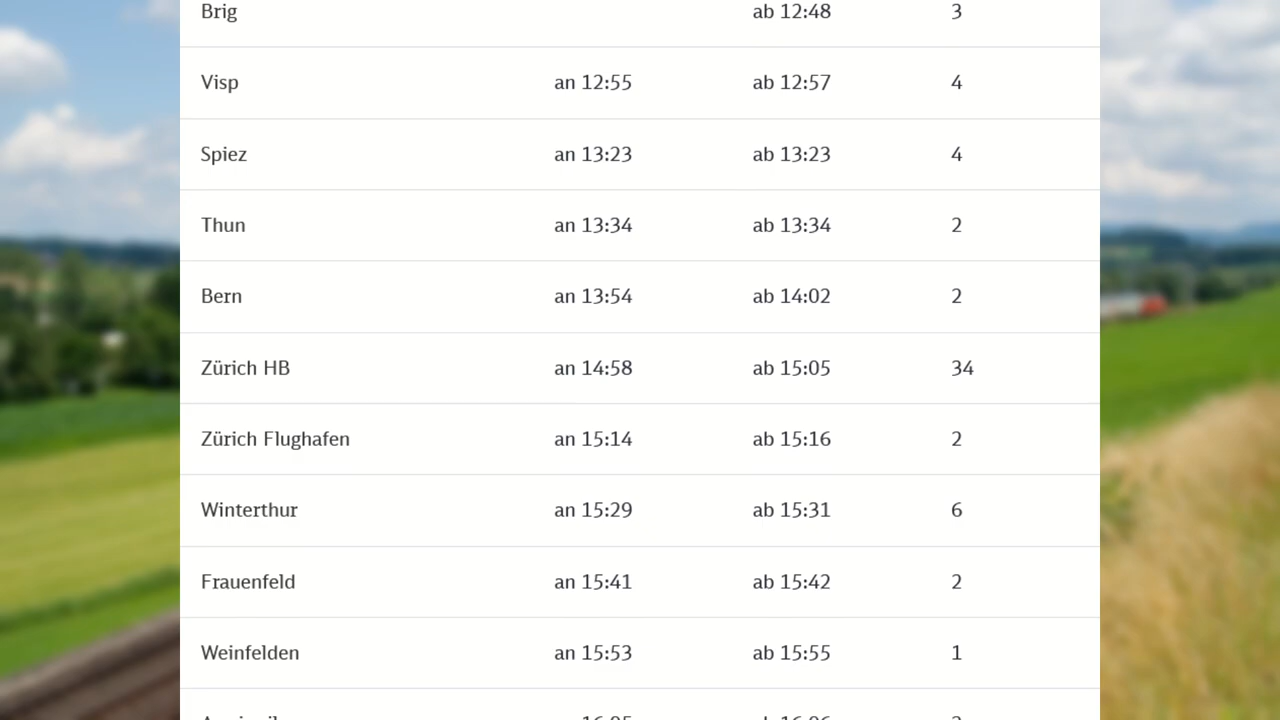 Brig ab 12:48 3
Visp an 12:55 ab 12:57 4
Spiez an 13:23 ab 13:23 4
Thun an 13:34 ab 13:34 2
Bern an 13:54 ab 14:02 2
Zürich HB an 14:58 ab 15:05 34
Zürich Flughafen an 15:14 ab 15:16 2
Winterthur an 15:29 ab 15:31 6
Frauenfeld an 15:41 ab 15:42 2
Weinfelden an 15:53 ab 15:55 1